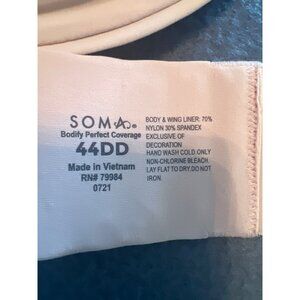 SOMA
Bodify Perfect Coverage
44DD
Made in Vietnam
RN# 79984
0721
BODY & WING LINER: 70%
NYLON 30% SPANDEX
EXCLUSIVE OF
DECORATION
HAND WASH COLD.ONLY
NON-CHLORINE BLEACH.
LAY FLAT TO DRY.DO NOT
IRON.